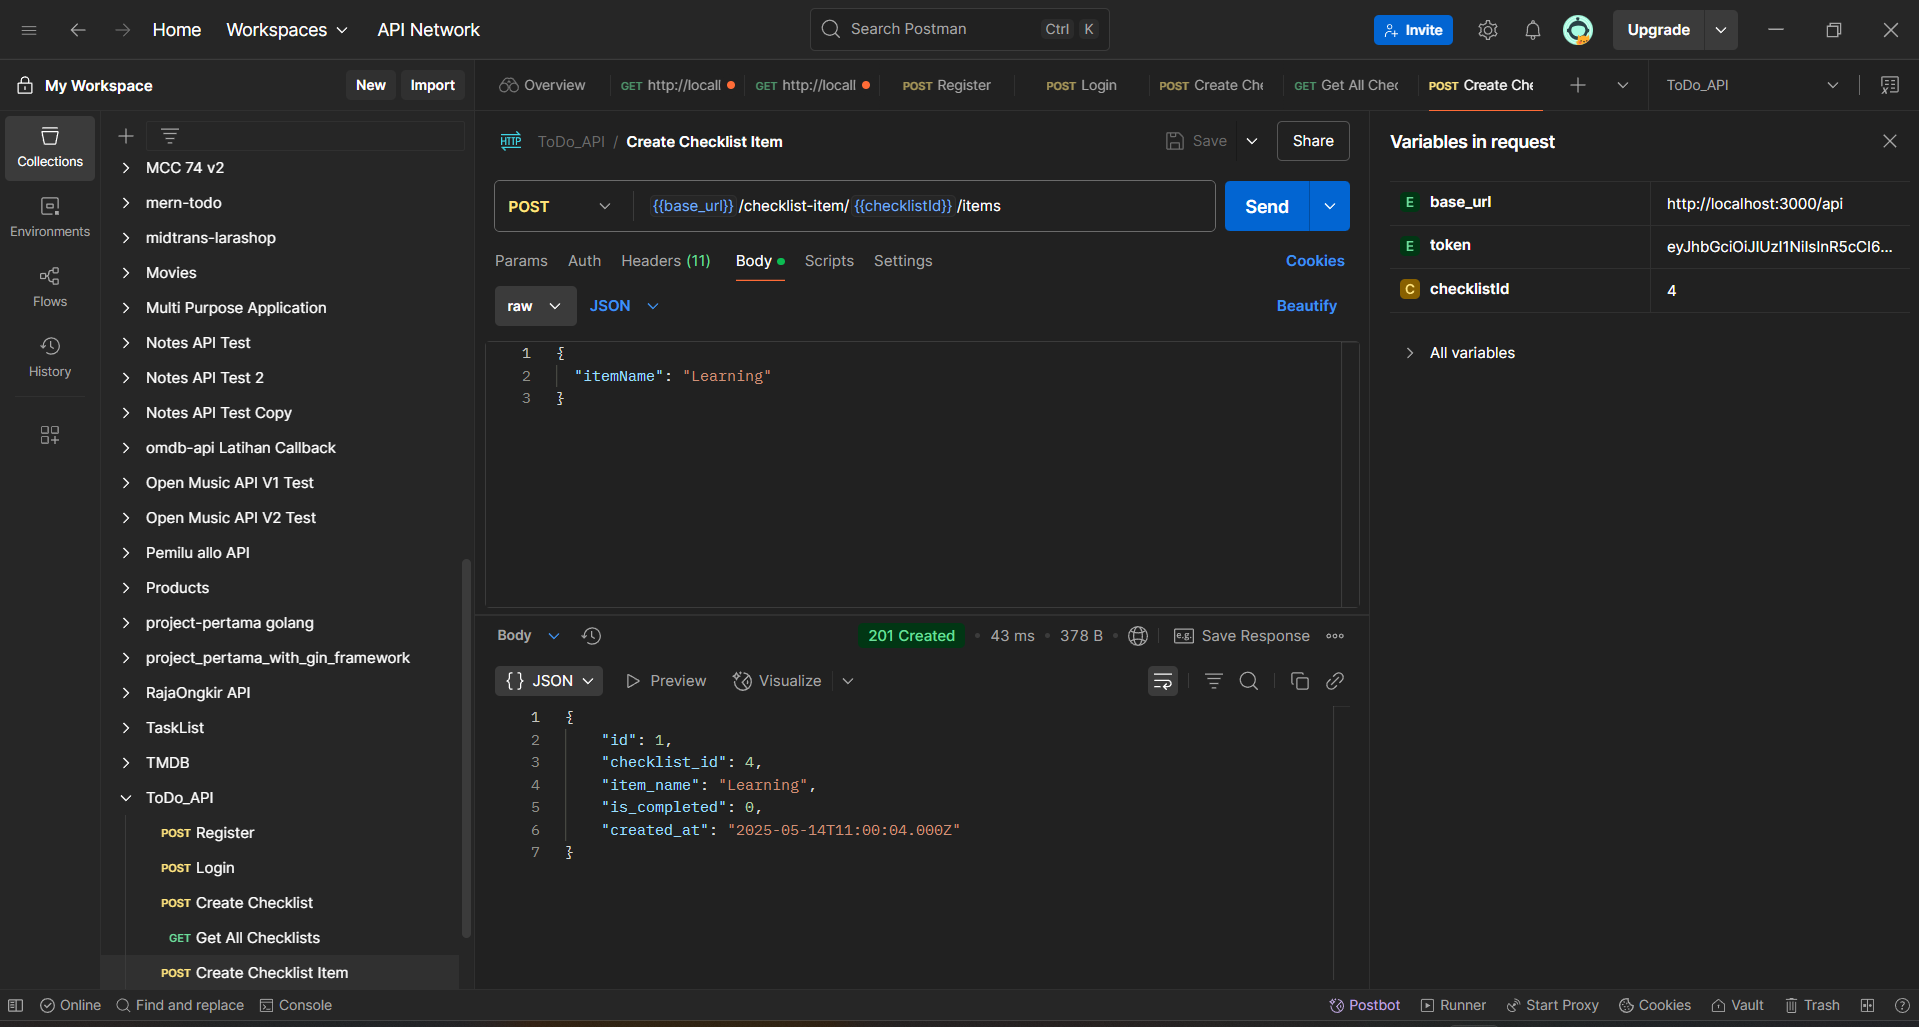 Home Workspaces API Network Search Postman Ctrl K Invite Upgrade
My Workspace New Import
Overview GET http://locall GET http://locall POST Register POST Login POST Create Che GET Get All Chec POST Create Che ToDo_API
Collections
Environments
Flows
History
MCC 74 v2
mern-todo
midtrans-larashop
Movies
Multi Purpose Application
Notes API Test
Notes API Test 2
Notes API Test Copy
omdb-api Latihan Callback
Open Music API V1 Test
Open Music API V2 Test
Pemilu allo API
Products
project-pertama golang
project_pertama_with_gin_framework
RajaOngkir API
TaskList
TMDB
ToDo_API
POST Register
POST Login
POST Create Checklist
GET Get All Checklists
POST Create Checklist Item
HTTP ToDo_API / Create Checklist Item Save Share
POST {{base_url}} /checklist-item/ {{checklistId}} /items Send
Params Auth Headers (11) Body Scripts Settings Cookies
raw JSON Beautify
1 {
2 "itemName": "Learning"
3 }
Body 201 Created 43 ms 378 B e.g. Save Response
{} JSON Preview Visualize
1 {
2 "id": 1,
3 "checklist_id": 4,
4 "item_name": "Learning",
5 "is_completed": 0,
6 "created_at": "2025-05-14T11:00:04.000Z"
7 }
Variables in request
E base_url http://localhost:3000/api
E token eyJhbGciOiJIUzI1NiIsInR5cCI6...
C checklistId 4
All variables
Online Find and replace Console Postbot Runner Start Proxy Cookies Vault Trash